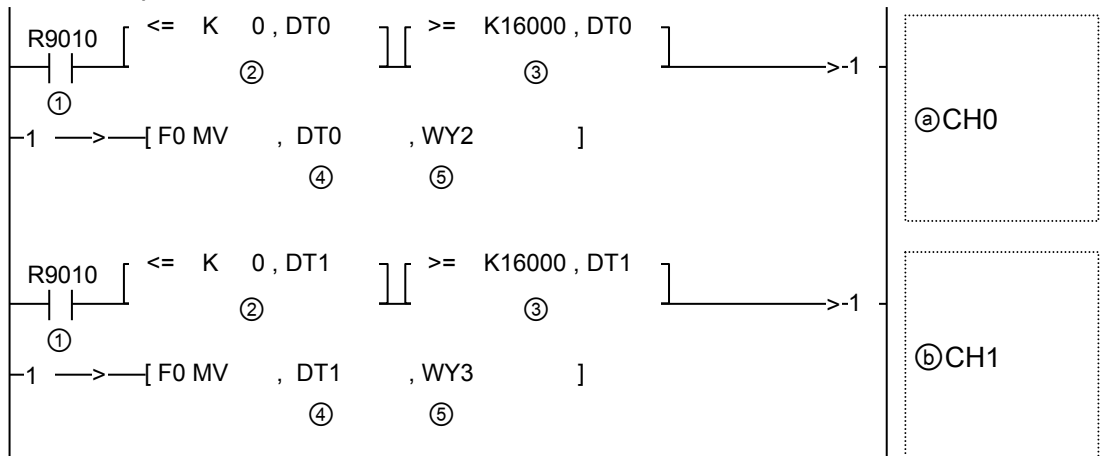 <= K 0 , DT0 >= K16000 , DT0
R9010
② ③ >-1
①
ⓐCH0
1 > [ F0 MV , DT0 , WY2 ]
④ ⑤
<= K 0 , DT1 >= K16000 , DT1
R9010
② ③ >-1
①
ⓑCH1
1 > [ F0 MV , DT1 , WY3 ]
④ ⑤